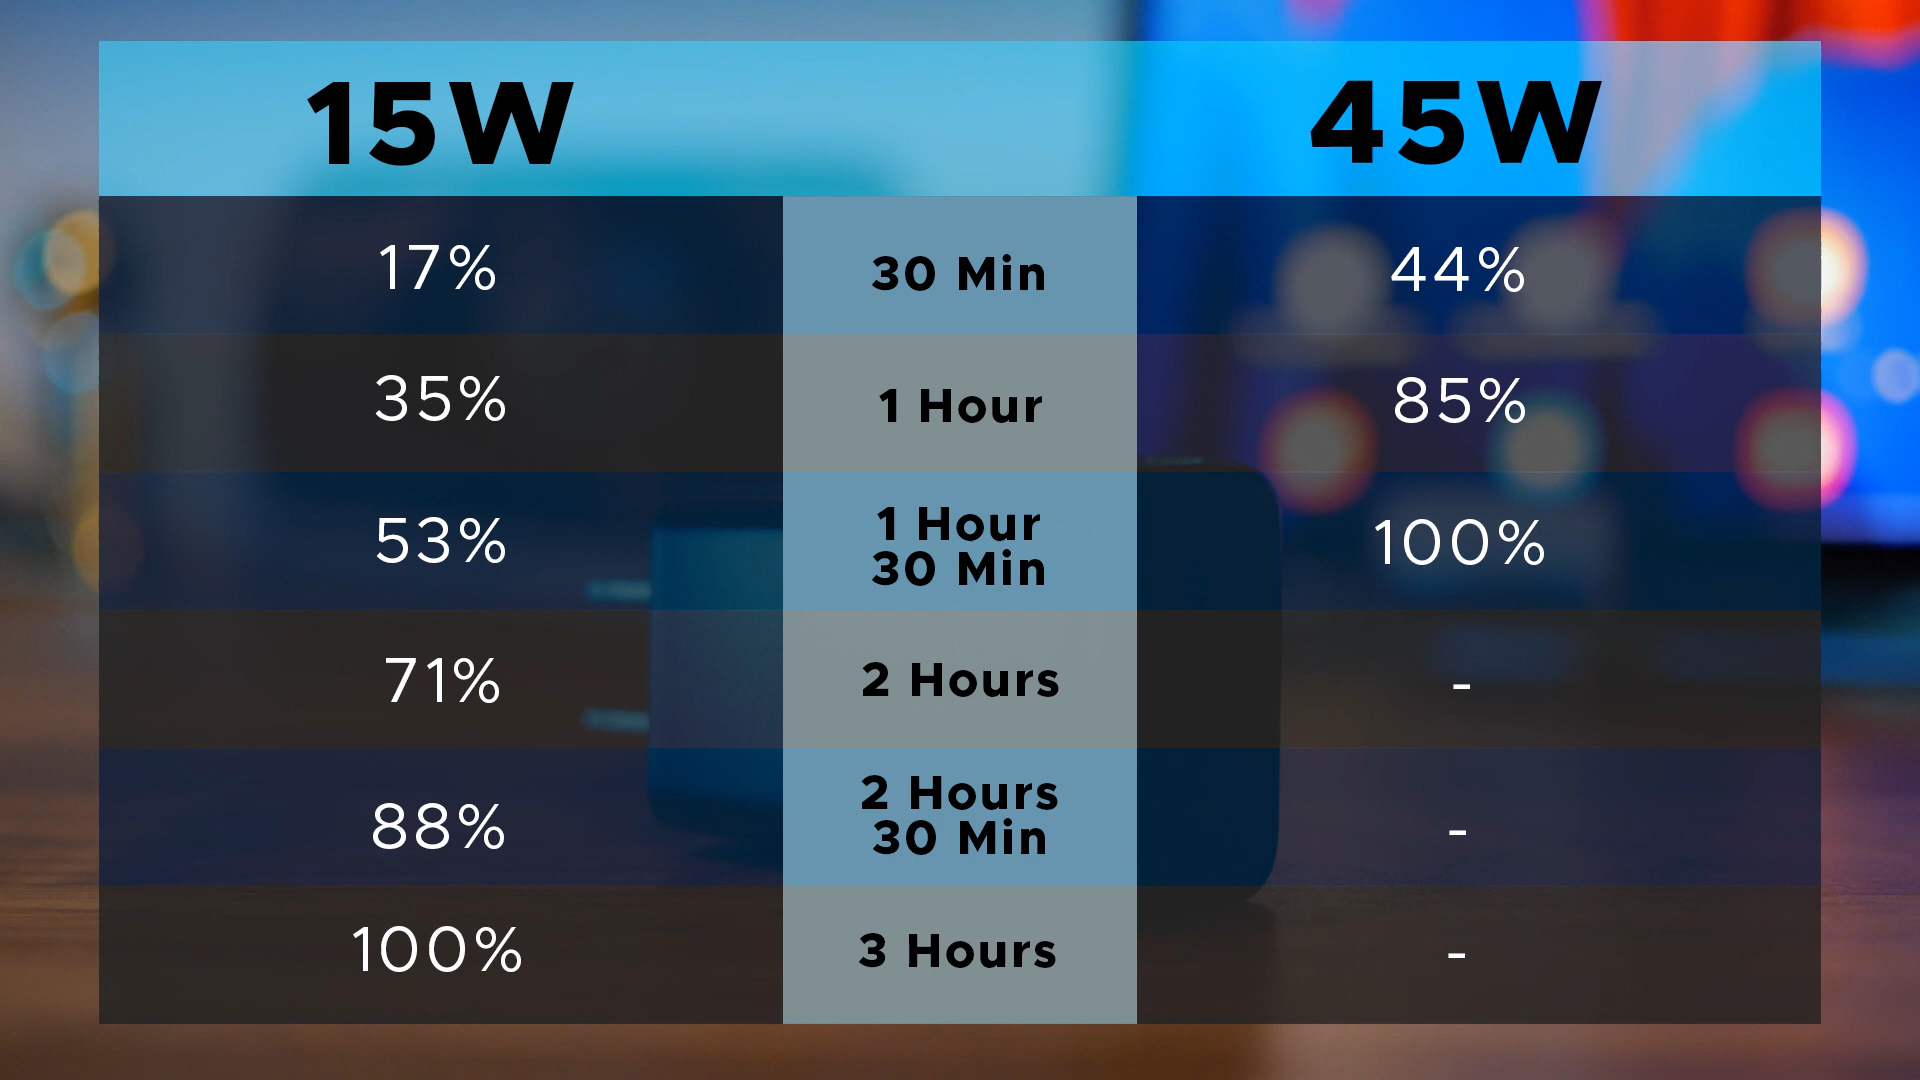 15W 45W
17% 30 Min 44%
35% 1 Hour 85%
53% 1 Hour 30 Min 100%
71% 2 Hours -
88% 2 Hours 30 Min -
100% 3 Hours -